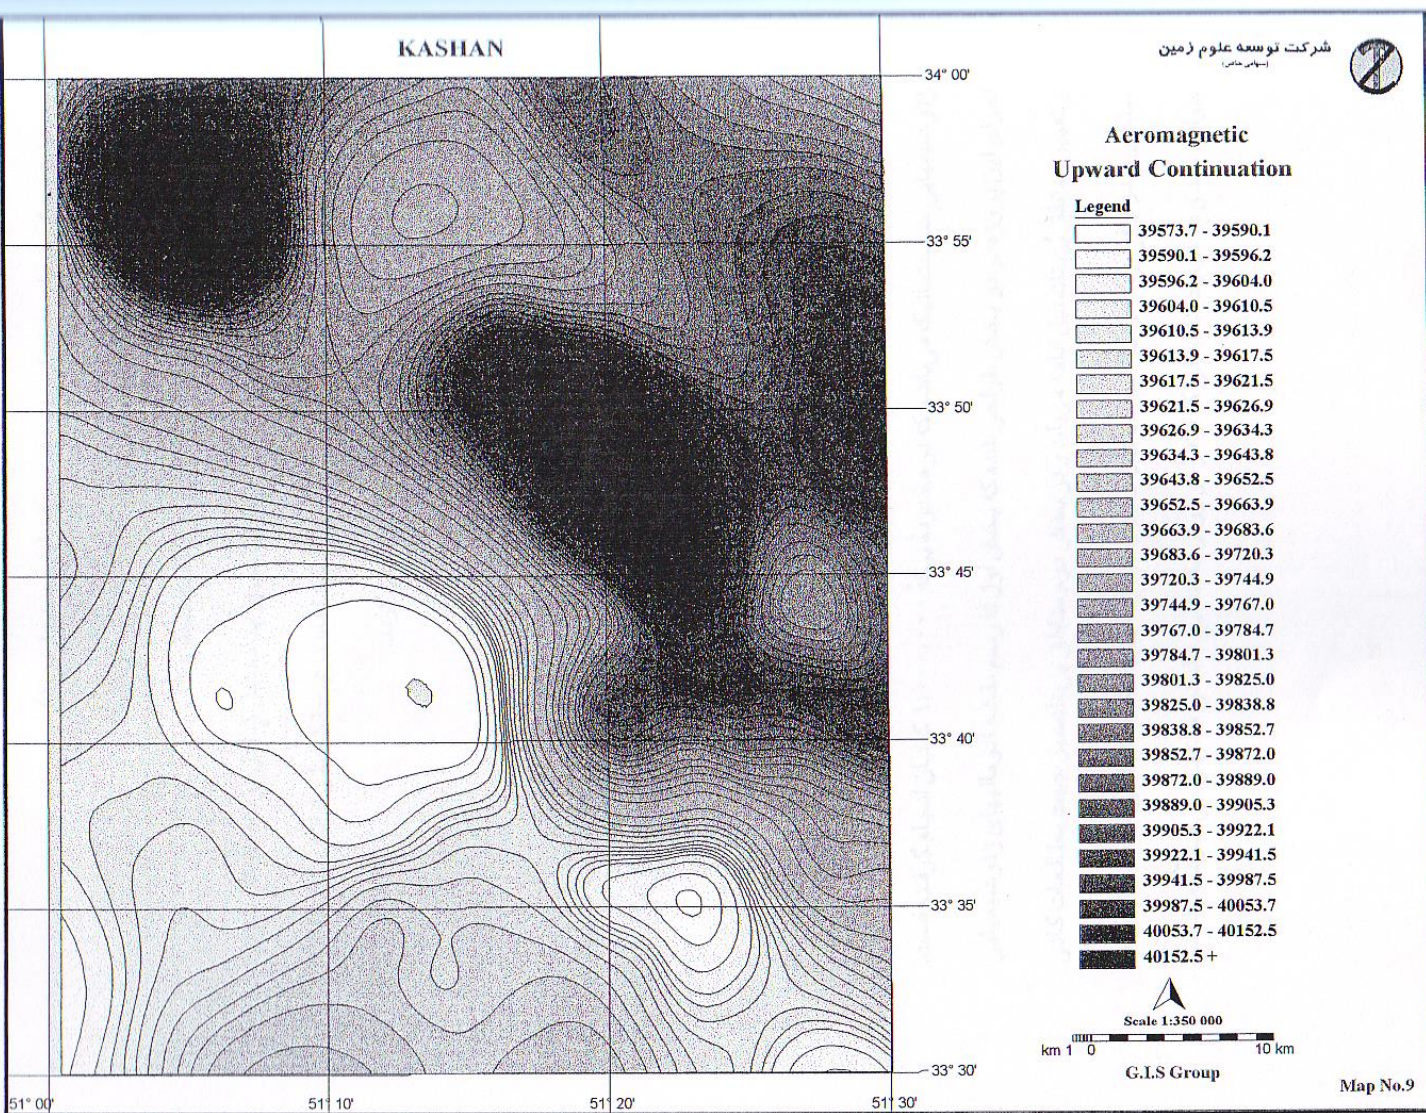 KASHAN
شرکت توسعه علوم زمین
(سهامی خاص)
Aeromagnetic
Upward Continuation
Legend
39573.7 - 39590.1
39590.1 - 39596.2
39596.2 - 39604.0
39604.0 - 39610.5
39610.5 - 39613.9
39613.9 - 39617.5
39617.5 - 39621.5
39621.5 - 39626.9
39626.9 - 39634.3
39634.3 - 39643.8
39643.8 - 39652.5
39652.5 - 39663.9
39663.9 - 39683.6
39683.6 - 39720.3
39720.3 - 39744.9
39744.9 - 39767.0
39767.0 - 39784.7
39784.7 - 39801.3
39801.3 - 39825.0
39825.0 - 39838.8
39838.8 - 39852.7
39852.7 - 39872.0
39872.0 - 39889.0
39889.0 - 39905.3
39905.3 - 39922.1
39922.1 - 39941.5
39941.5 - 39987.5
39987.5 - 40053.7
40053.7 - 40152.5
40152.5 +
Scale 1:350 000
km 1 0 10 km
G.I.S Group
Map No.9
34° 00'
33° 55'
33° 50'
33° 45'
33° 40'
33° 35'
33° 30'
51° 00'
51° 10'
51° 20'
51° 30'